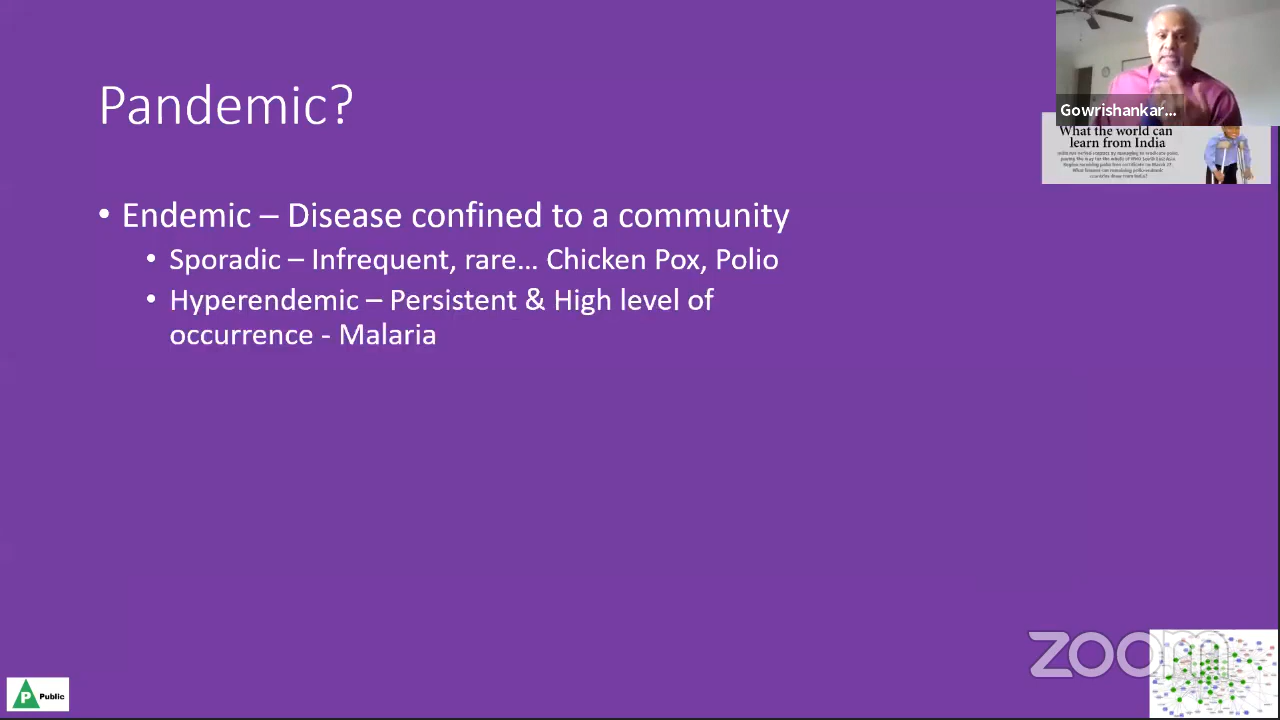 Pandemic?
Gowrishankar...
What the world can
learn from India
• Endemic – Disease confined to a community
• Sporadic – Infrequent, rare... Chicken Pox, Polio
• Hyperendemic – Persistent & High level of
occurrence - Malaria
zoom
P Public